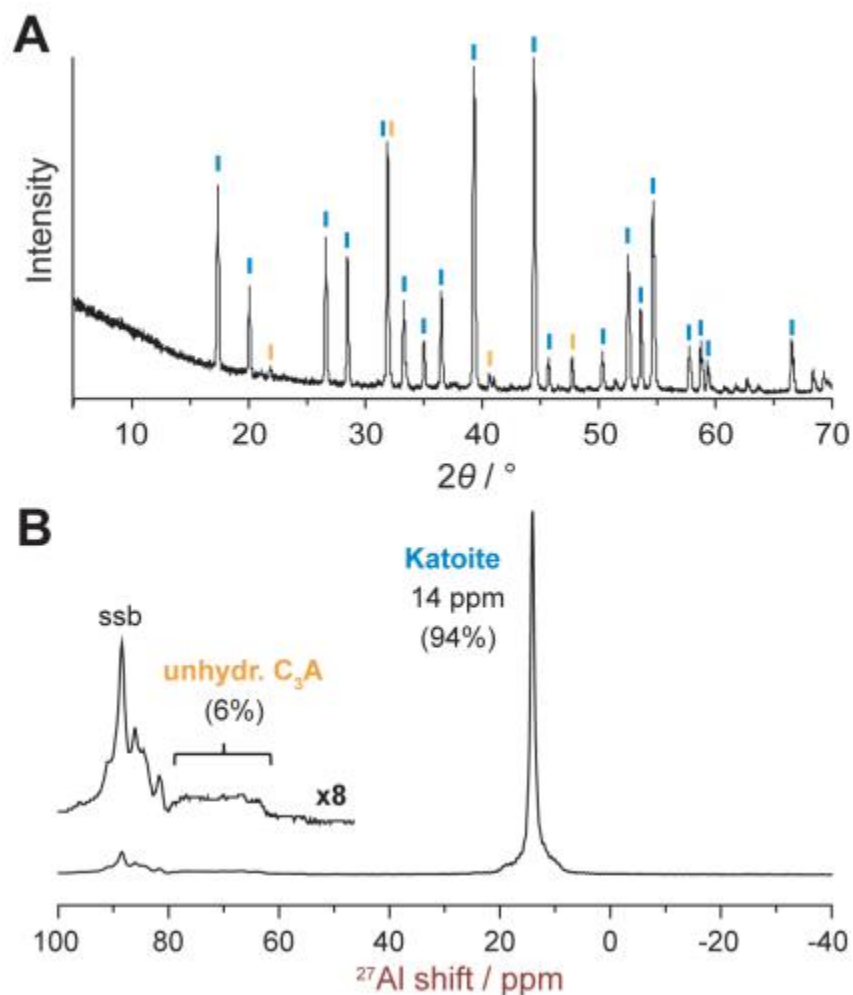 A
Intensity
10 20 30 40 50 60 70
2θ / °
B
Katoite
14 ppm
(94%)
ssb
unhydr. C₃A
(6%)
x8
100 80 60 40 20 0 -20 -40
²⁷Al shift / ppm